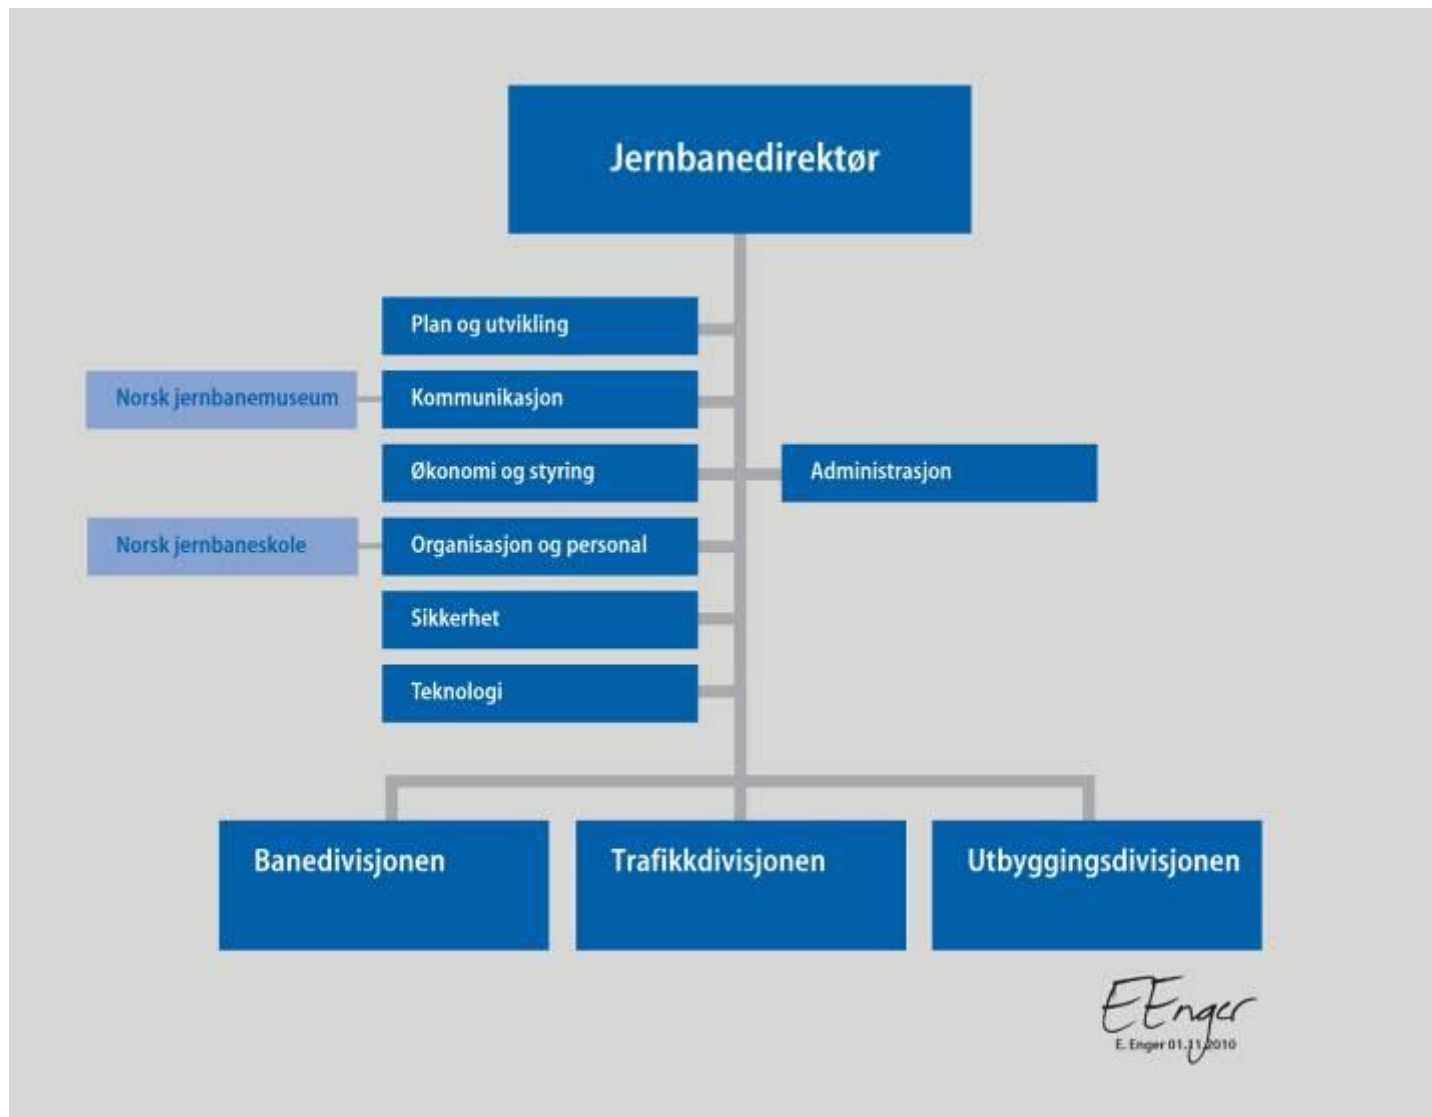 Jernbanedirektør
Plan og utvikling
Norsk jernbanemuseum
Kommunikasjon
Økonomi og styring
Administrasjon
Norsk jernbaneskole
Organisasjon og personal
Sikkerhet
Teknologi
Banedivisjonen
Trafikkdivisjonen
Utbyggingsdivisjonen
E Enger
E. Enger 01.11.2010